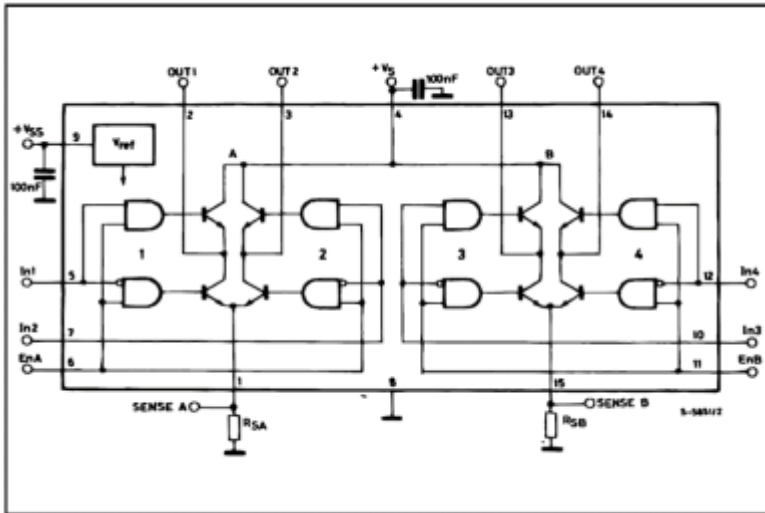 OUT1 OUT2 +VS 100nF OUT3 OUT4
2 3 4 13 14
+VSS 9 Vref A B
100nF
1 2 3 4
In1 5 12 In4
In2 7 10 In3
EnA 6 11 EnB
1 8 15
SENSE A SENSE B
RSA RSB